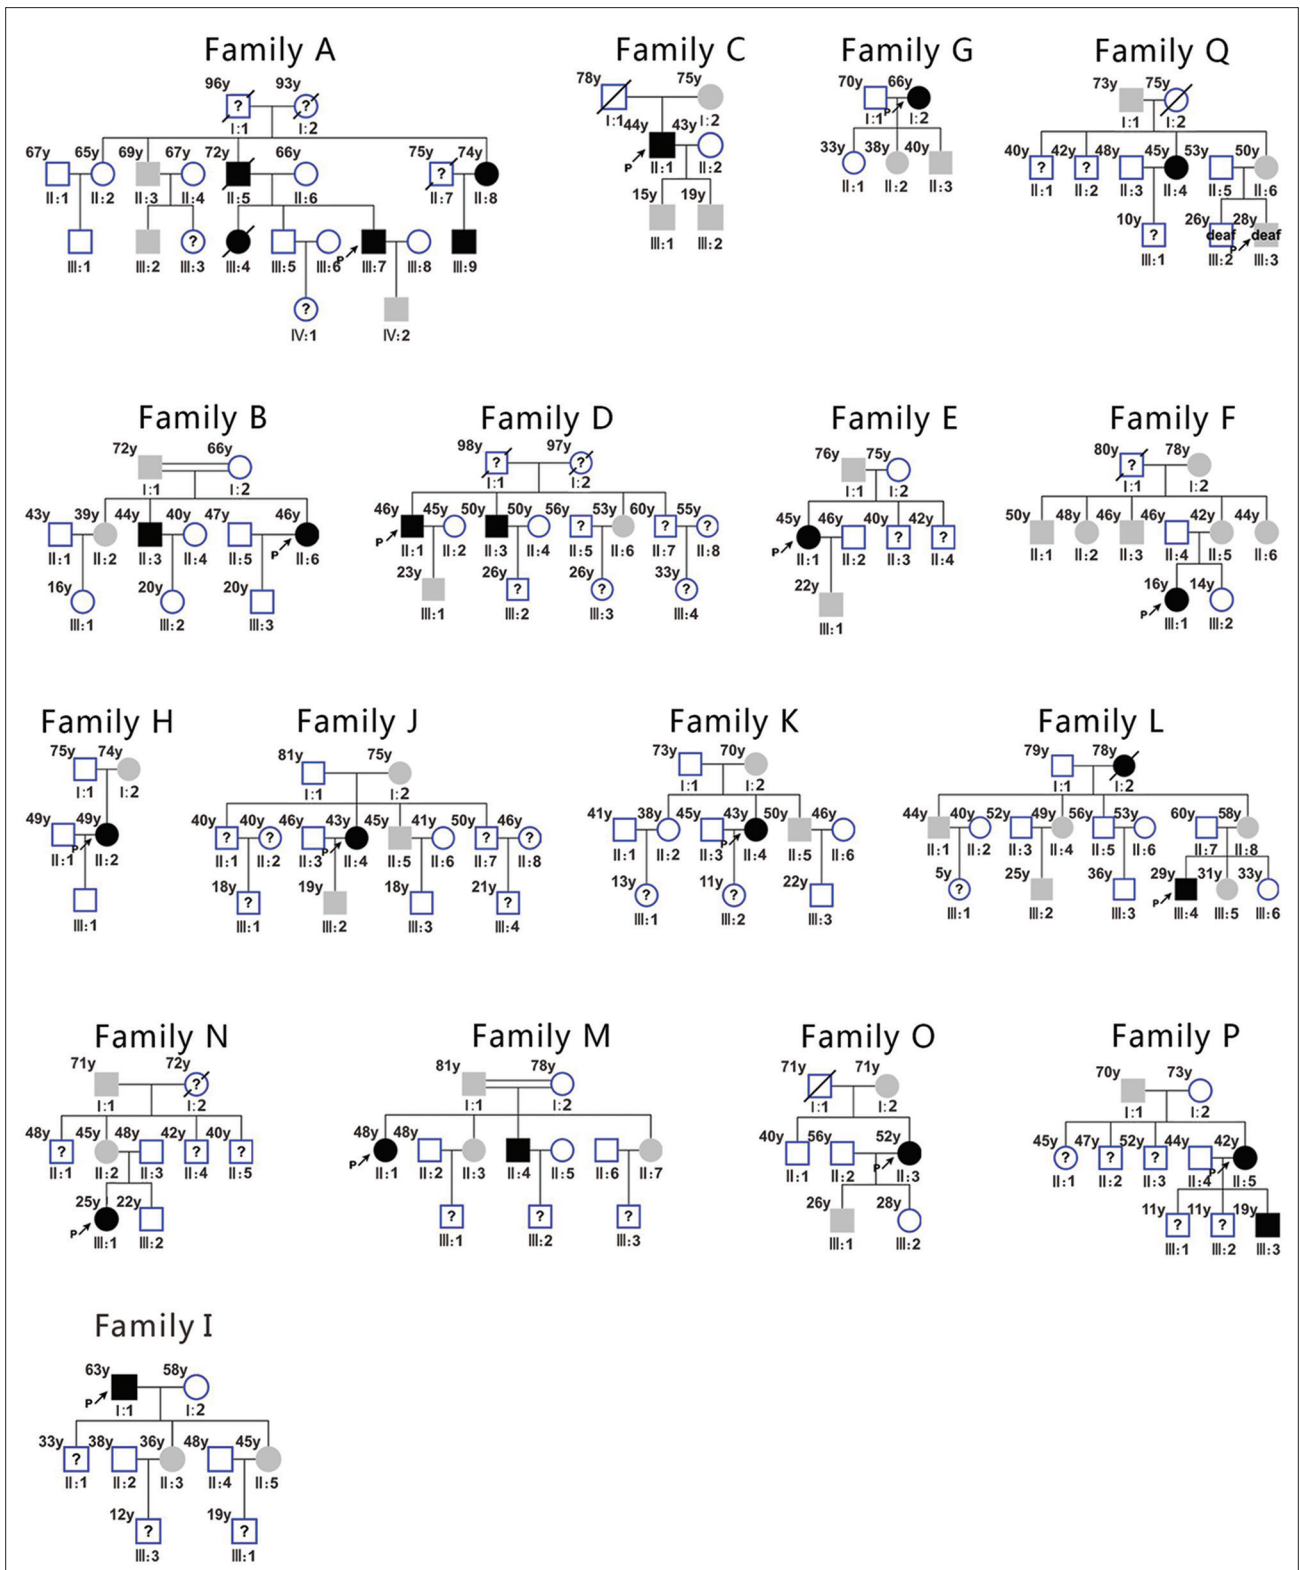 Family A
96y 93y
? ?
I:1 I:2
67y 65y 69y 67y 72y 66y 75y 74y
?
II:1 II:2 II:3 II:4 II:5 II:6 II:7 II:8
? P
III:1 III:2 III:3 III:4 III:5 III:6 III:7 III:8 III:9
?
IV:1 IV:2
Family C
78y 75y
I:1 I:2
44y 43y
P
II:1 II:2
15y 19y
III:1 III:2
Family G
70y 66y
P
I:1 I:2
33y 38y 40y
II:1 II:2 II:3
Family Q
73y 75y
I:1 I:2
40y 42y 48y 45y 53y 50y
? ?
II:1 II:2 II:3 II:4 II:5 II:6
10y 26y 28y
? deaf deaf
P
III:1 III:2 III:3
Family B
72y 66y
I:1 I:2
43y 39y 44y 40y 47y 46y
P
II:1 II:2 II:3 II:4 II:5 II:6
16y 20y 20y
III:1 III:2 III:3
Family D
98y 97y
? ?
I:1 I:2
46y 45y 50y 50y 56y 53y 60y 55y
P ? ? ?
II:1 II:2 II:3 II:4 II:5 II:6 II:7 II:8
23y 26y 26y 33y
? ? ?
III:1 III:2 III:3 III:4
Family E
76y 75y
I:1 I:2
45y 46y 40y 42y
P ? ?
II:1 II:2 II:3 II:4
22y
III:1
Family F
80y 78y
?
I:1 I:2
50y 48y 46y 46y 42y 44y
II:1 II:2 II:3 II:4 II:5 II:6
16y 14y
P
III:1 III:2
Family H
75y 74y
I:1 I:2
49y 49y
P
II:1 II:2
III:1
Family J
81y 75y
I:1 I:2
40y 40y 46y 43y 45y 41y 50y 46y
? ? P ? ?
II:1 II:2 II:3 II:4 II:5 II:6 II:7 II:8
18y 19y 18y 21y
? ?
III:1 III:2 III:3 III:4
Family K
73y 70y
I:1 I:2
41y 38y 45y 43y 50y 46y
P
II:1 II:2 II:3 II:4 II:5 II:6
13y 11y 22y
? ?
III:1 III:2 III:3
Family L
79y 78y
I:1 I:2
44y 40y 52y 49y 56y 53y 60y 58y
II:1 II:2 II:3 II:4 II:5 II:6 II:7 II:8
5y 25y 36y 29y 31y 33y
? P
III:1 III:2 III:3 III:4 III:5 III:6
Family N
71y 72y
?
I:1 I:2
48y 45y 48y 42y 40y
? ? ?
II:1 II:2 II:3 II:4 II:5
25y 22y
P
III:1 III:2
Family M
81y 78y
I:1 I:2
48y 48y
P
II:1 II:2 II:3 II:4 II:5 II:6 II:7
? ? ?
III:1 III:2 III:3
Family O
71y 71y
I:1 I:2
40y 56y 52y
P
II:1 II:2 II:3
26y 28y
III:1 III:2
Family P
70y 73y
I:1 I:2
45y 47y 52y 44y 42y
? ? ? P
II:1 II:2 II:3 II:4 II:5
11y 11y 19y
? ?
III:1 III:2 III:3
Family I
63y 58y
P
I:1 I:2
33y 38y 36y 48y 45y
?
II:1 II:2 II:3 II:4 II:5
12y 19y
? ?
III:3 III:1